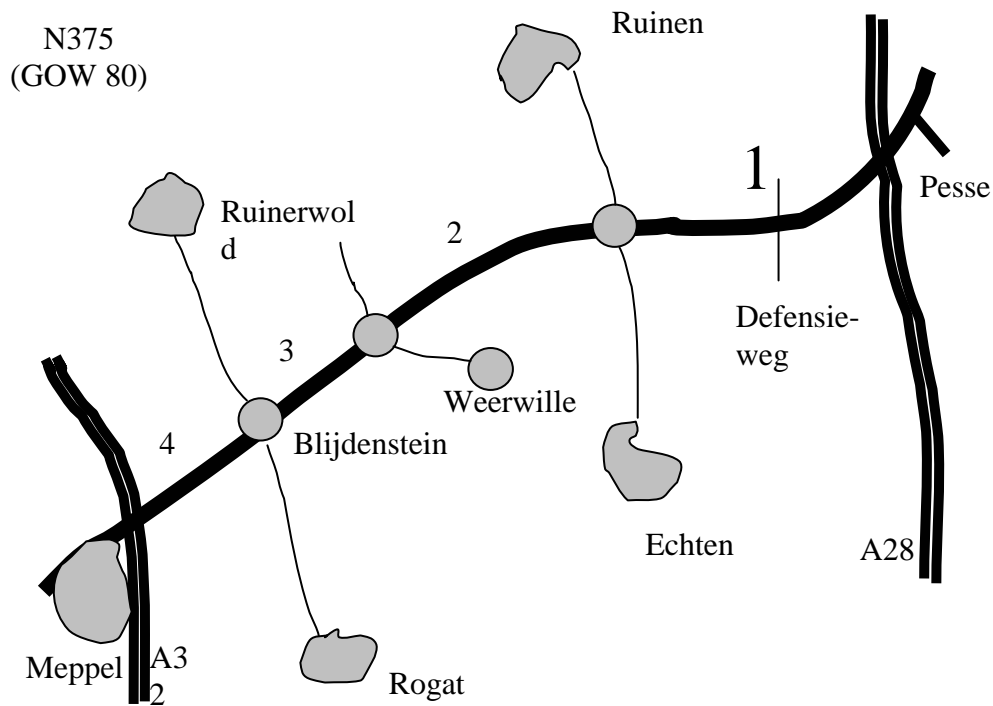 N375
(GOW 80)
Ruinen
1
Pesse
Ruinerwol
d
2
Defensie-
weg
3
Weerwille
4
Blijdenstein
Echten
A28
Meppel
A3
2
Rogat